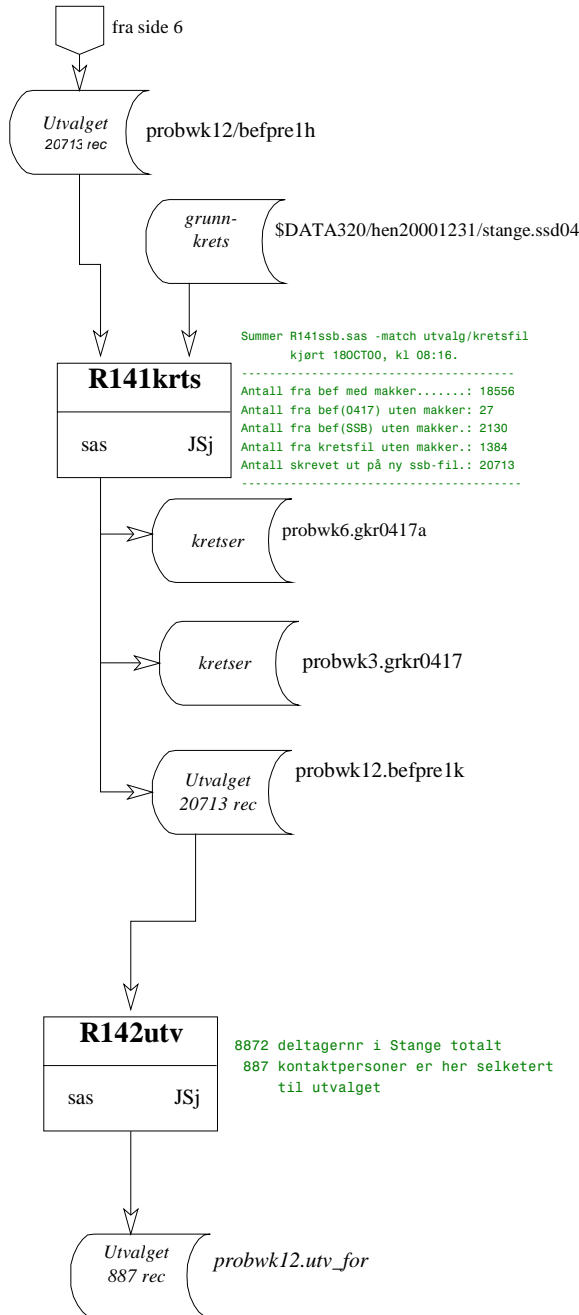 fra side 6
Utvalget
20713 rec
probwk12/befpre1h
grunn-
krets
$DATA320/hen20001231/stange.ssd04
Summer R141ssb.sas -match utvalg/kretsfil
kjørt 18OCT00, kl 08:16.
---------------------------------------
Antall fra bef med makker.......: 18556
Antall fra bef(0417) uten makker: 27
Antall fra bef(SSB) uten makker.: 2130
Antall fra kretsfil uten makker.: 1384
Antall skrevet ut på ny ssb-fil.: 20713
----------------------------------------
R141krts
sas JSj
kretser
probwk6.gkr0417a
kretser
probwk3.grkr0417
Utvalget
20713 rec
probwk12.befpre1k
R142utv
sas JSj
8872 deltagernr i Stange totalt
887 kontaktpersoner er her selketert
til utvalget
Utvalget
887 rec
probwk12.utv_for